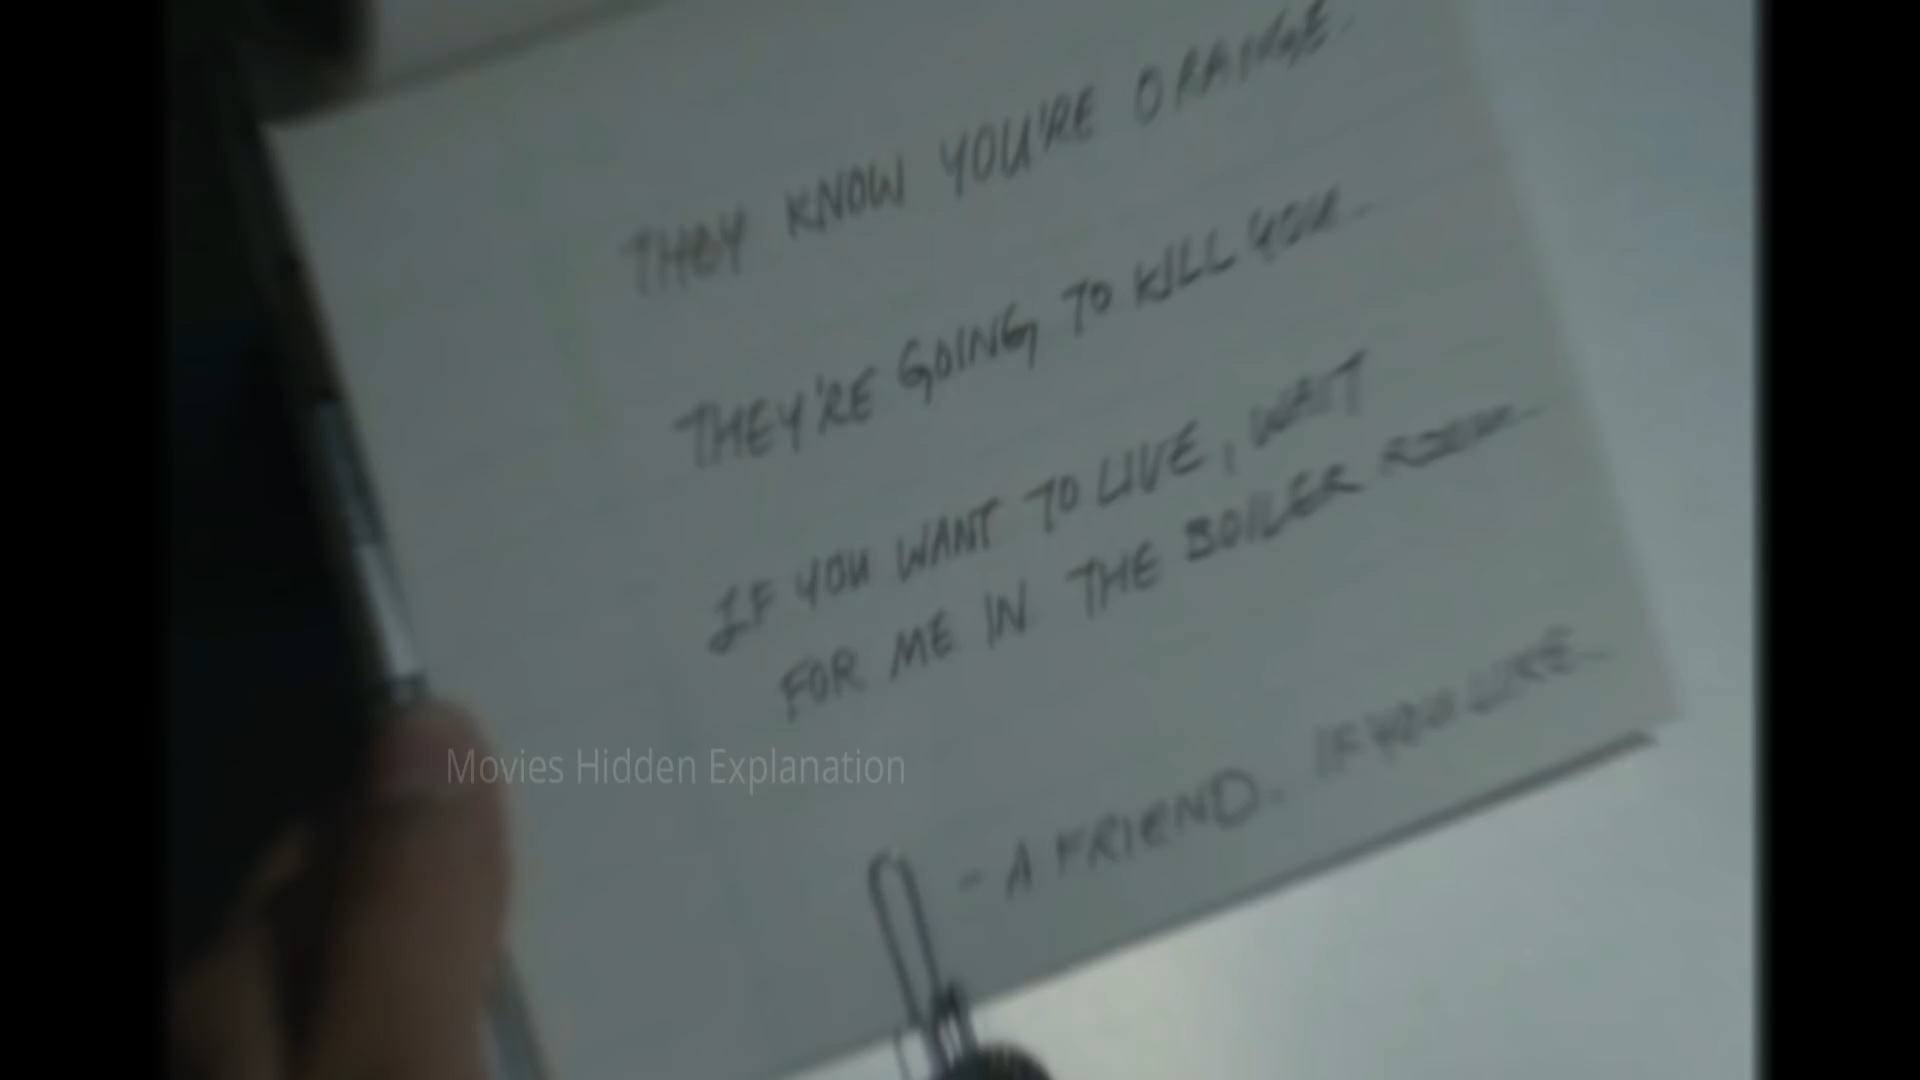 THEY KNOW YOU'RE ORANGE.
THEY'RE GOING TO KILL YOU.
IF YOU WANT TO LIVE, WAIT
FOR ME IN THE BOILER ROOM.
- A FRIEND. IF YOU LIKE.
Movies Hidden Explanation